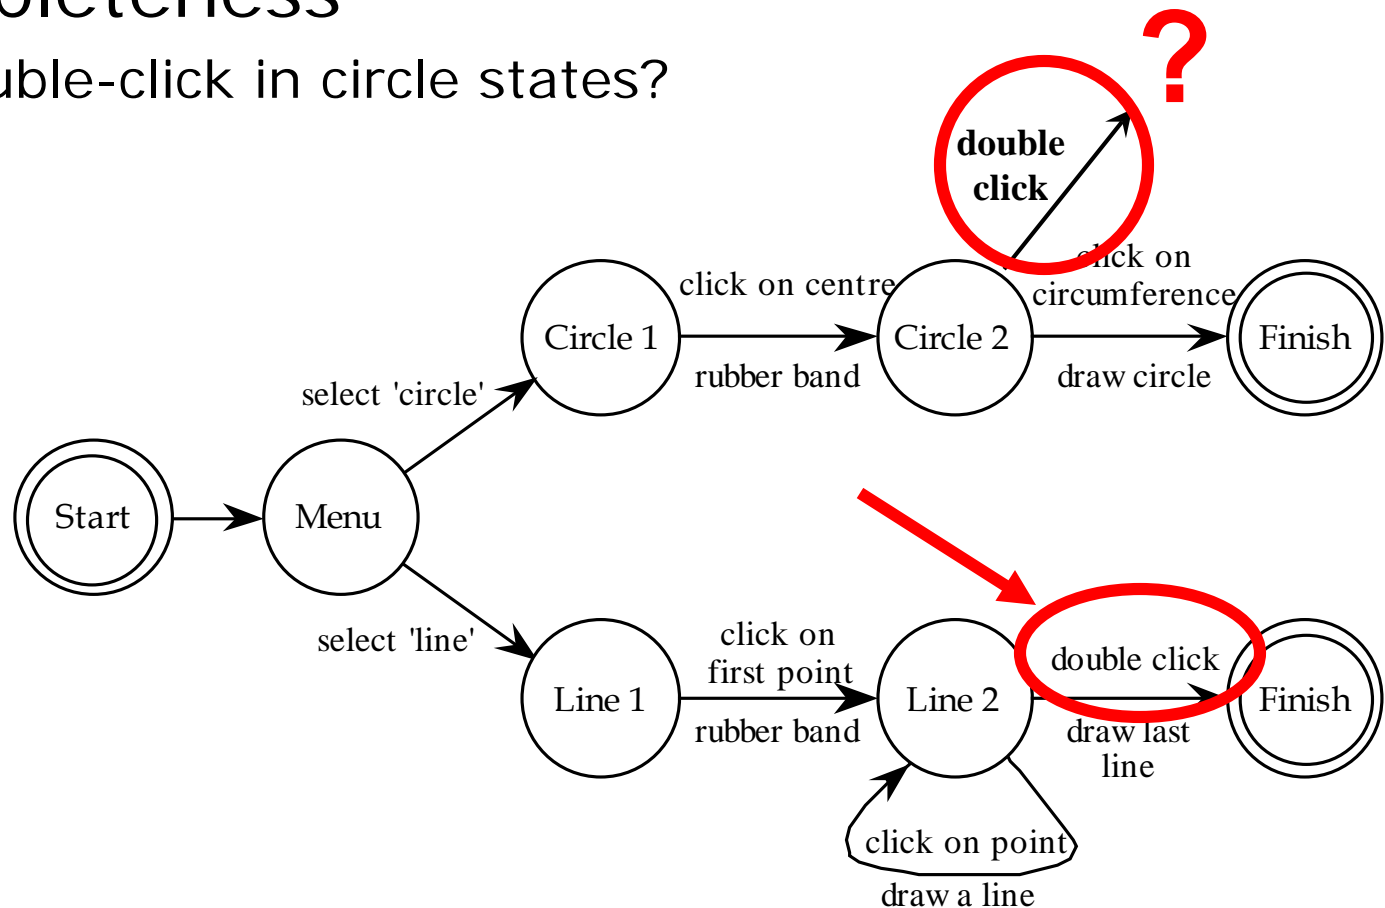 pleteness
uble-click in circle states?
?
double
click
click on
circumference
click on centre
Circle 1
Circle 2
Finish
rubber band
draw circle
select 'circle'
Start
Menu
select 'line'
click on
first point
double click
Line 1
Line 2
Finish
rubber band
draw last
line
click on point
draw a line